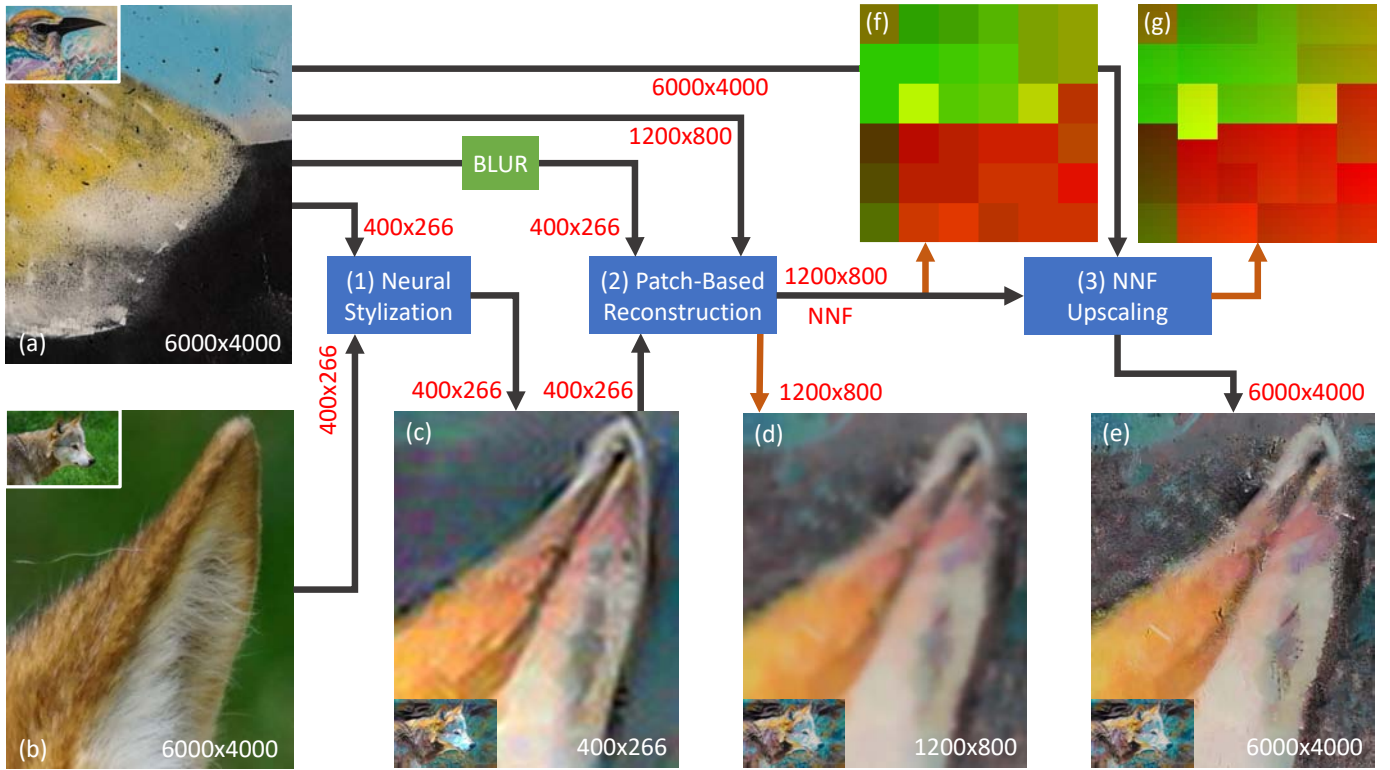 (f)
(g)
6000x4000
1200x800
BLUR
400x266
400x266
(1) Neural
Stylization
(2) Patch-Based
Reconstruction
1200x800
NNF
(3) NNF
Upscaling
(a)
6000x4000
400x266
400x266
400x266
1200x800
6000x4000
(c)
(d)
(e)
(b)
6000x4000
400x266
1200x800
6000x4000